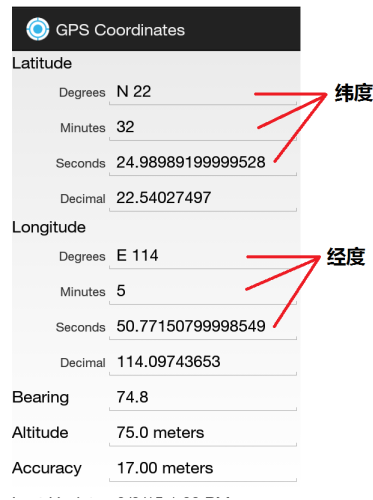 GPS Coordinates
Latitude
Degrees N 22
纬度
Minutes 32
Seconds 24.98989199999528
Decimal 22.54027497
Longitude
Degrees E 114
经度
Minutes 5
Seconds 50.77150799998549
Decimal 114.09743653
Bearing 74.8
Altitude 75.0 meters
Accuracy 17.00 meters